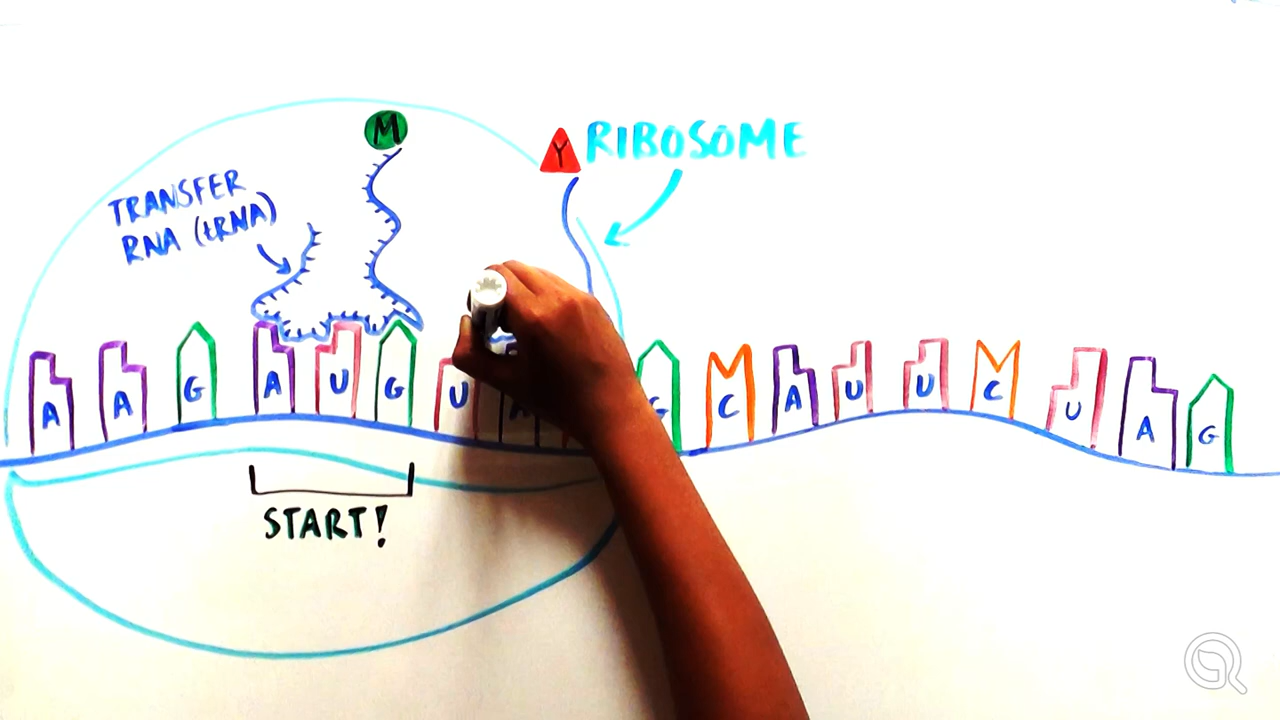 M
Y
RIBOSOME
TRANSFER
RNA (tRNA)
A A G A U G U A G C A U U C U A G
START!